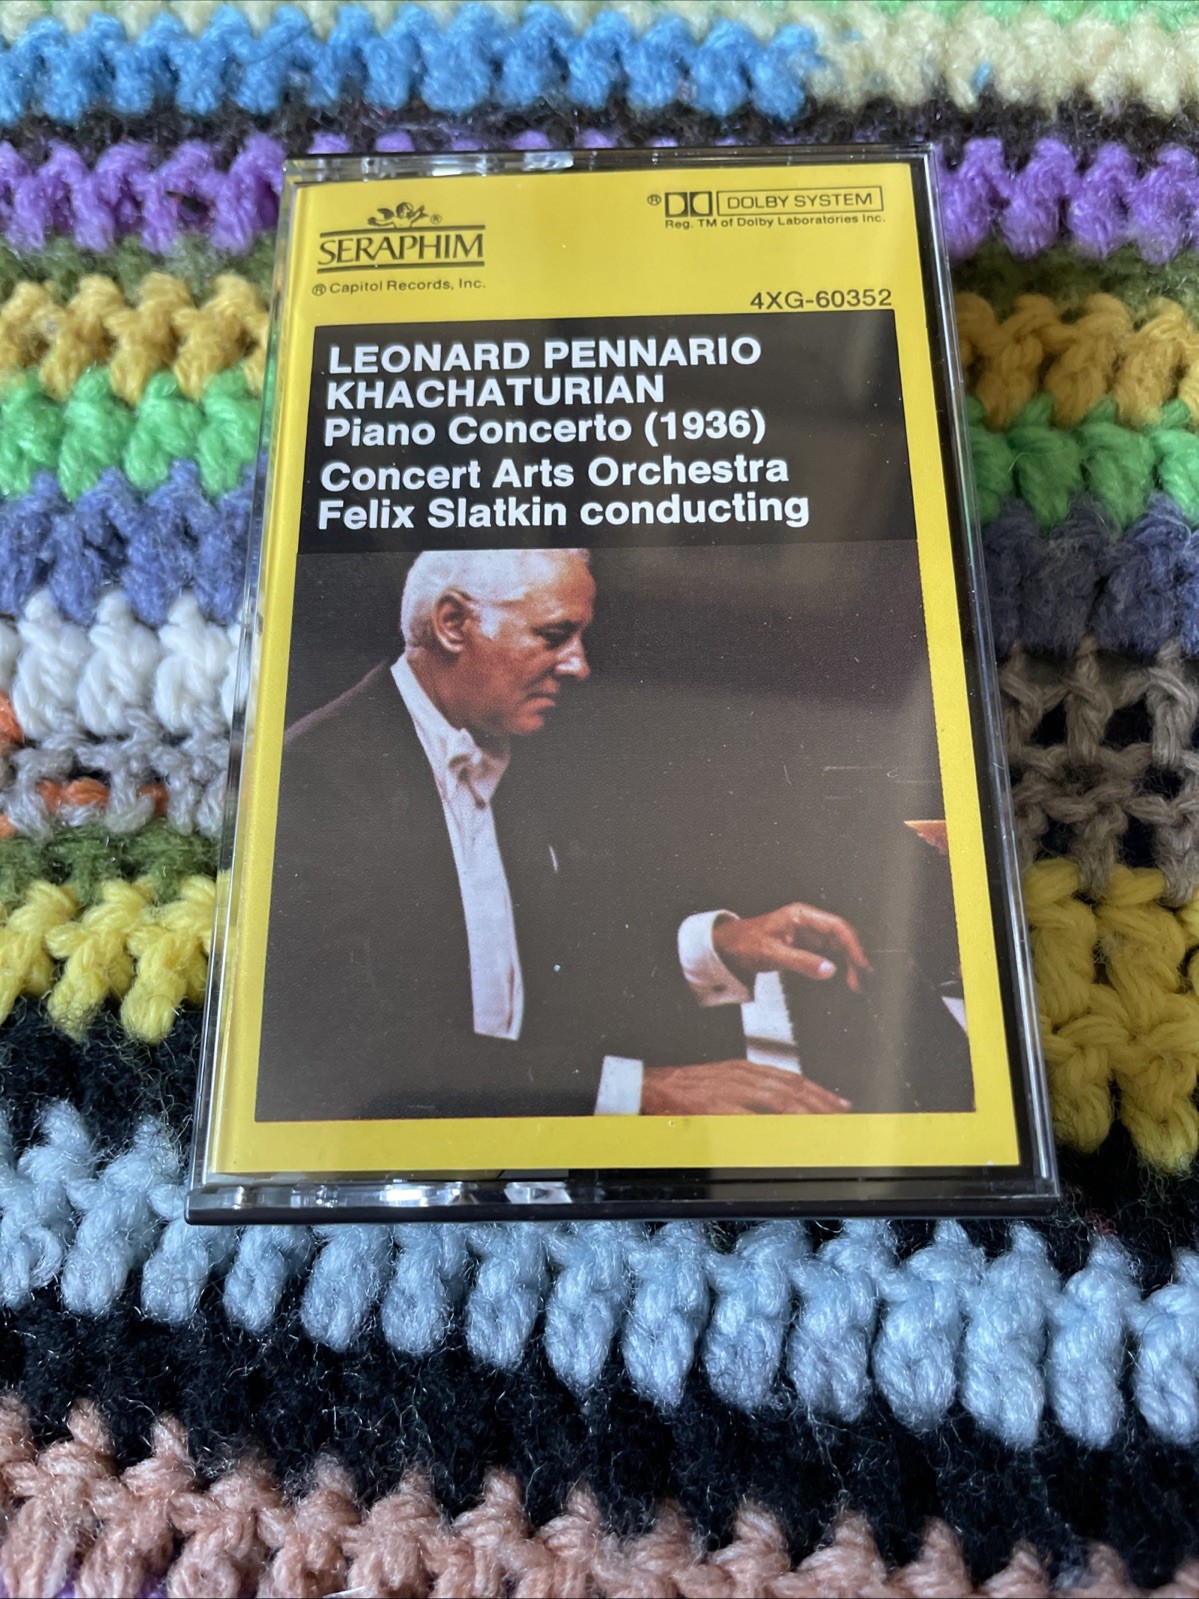 SERAPHIM®
® Capitol Records, Inc.
® DOLBY SYSTEM
Reg. TM of Dolby Laboratories Inc.
4XG-60352
LEONARD PENNARIO
KHACHATURIAN
Piano Concerto (1936)
Concert Arts Orchestra
Felix Slatkin conducting